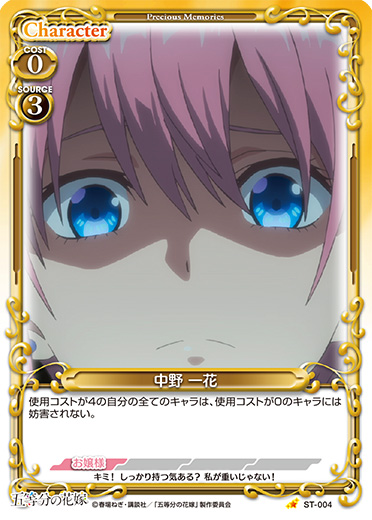 Precious Memories
Character
COST
0
SOURCE
3
中野 一花
使用コストが4の自分の全てのキャラは、使用コストが0のキャラには
妨害されない。
お嬢様
キミ！ しっかり持つ気ある？ 私が重いじゃない！
五等分の花嫁
©春場ねぎ・講談社／「五等分の花嫁」製作委員会
ST-004